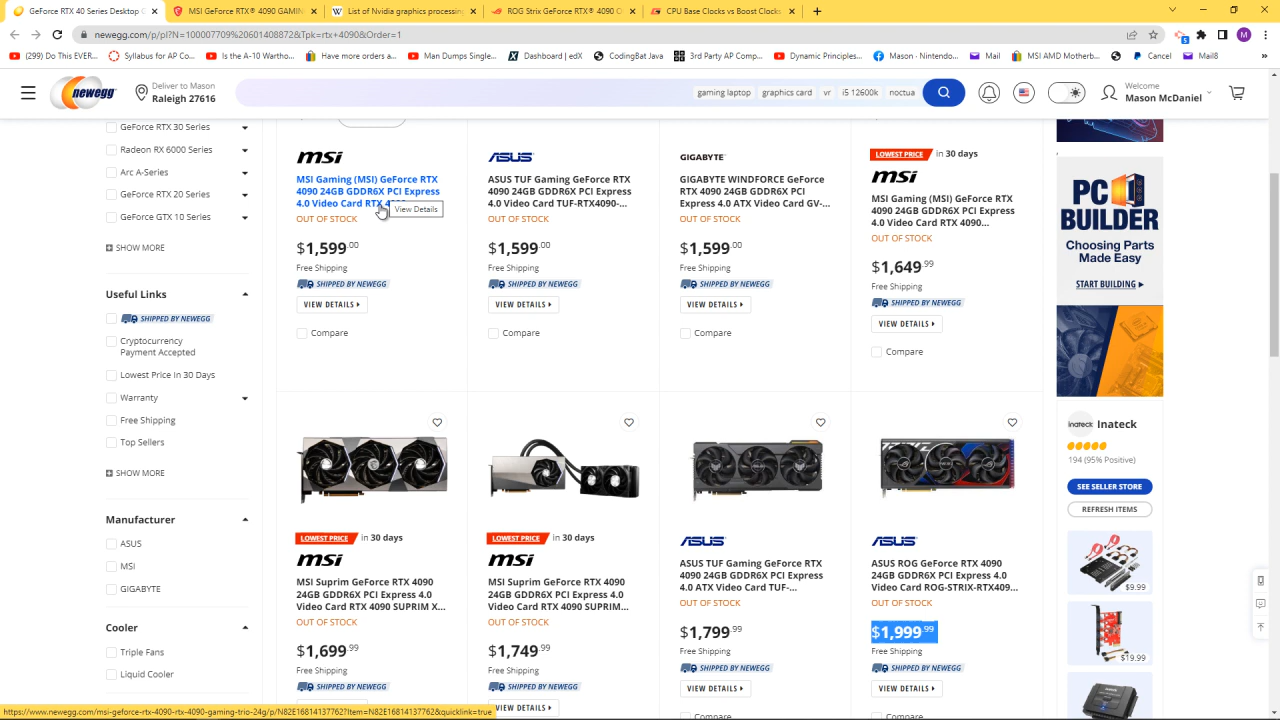 GeForce RTX 40 Series Desktop G
MSI GeForce RTX® 4090 GAMIN
List of Nvidia graphics processing
ROG Strix GeForce RTX® 4090 O
CPU Base Clocks vs Boost Clocks
newegg.com/p/pl?N=100007709%20601408872&pk=rtx+4090&Order=1
M
(299) Do This EVER...
Syllabus for AP Co...
Is the A-10 Wartho...
Have orders above a...
Man Dumps Single...
Dashboard | edX
CodingBat Java
3rd Party AP Comp...
Dynamic Principles...
Mason - Nintendo...
Mail
MSI AMD Motherb...
Cancel
Mail8
»
newegg
Deliver to Mason
Raleigh 27616
gaming laptop
graphics card
vr
i5 12600k
noctua
Welcome
Mason McDaniel
GeForce RTX 30 Series
Radeon RX 6000 Series
Arc A-Series
GeForce RTX 20 Series
GeForce GTX 10 Series
SHOW MORE
Useful Links
SHIPPED BY NEWEGG
Cryptocurrency
Payment Accepted
Lowest Price in 30 Days
Warranty
Free Shipping
Top Sellers
SHOW MORE
Manufacturer
ASUS
MSI
GIGABYTE
Cooler
Triple Fans
Liquid Cooler
msi
MSI Gaming (MSI) GeForce RTX
4090 24GB GDDR6X PCI Express
4.0 Video Card RTX
View Details
OUT OF STOCK
$1,599.00
Free Shipping
SHIPPED BY NEWEGG
VIEW DETAILS
Compare
ASUS
ASUS TUF Gaming GeForce RTX
4090 24GB GDDR6X PCI Express
4.0 Video Card TUF-RTX4090-...
OUT OF STOCK
$1,599.00
Free Shipping
SHIPPED BY NEWEGG
VIEW DETAILS
Compare
GIGABYTE
GIGABYTE WINDFORCE GeForce
RTX 4090 24GB GDDR6X PCI
Express 4.0 ATX Video Card GV-...
OUT OF STOCK
$1,599.00
Free Shipping
SHIPPED BY NEWEGG
VIEW DETAILS
Compare
LOWEST PRICE in 30 days
msi
MSI Gaming (MSI) GeForce RTX
4090 24GB GDDR6X PCI Express
4.0 Video Card RTX 4090...
OUT OF STOCK
$1,649.99
Free Shipping
SHIPPED BY NEWEGG
VIEW DETAILS
Compare
LOWEST PRICE in 30 days
msi
MSI Suprim GeForce RTX 4090
24GB GDDR6X PCI Express 4.0
Video Card RTX 4090 SUPRIM X...
OUT OF STOCK
$1,699.99
Free Shipping
SHIPPED BY NEWEGG
LOWEST PRICE in 30 days
msi
MSI Suprim GeForce RTX 4090
24GB GDDR6X PCI Express 4.0
Video Card RTX 4090 SUPRIM...
OUT OF STOCK
$1,749.99
Free Shipping
SHIPPED BY NEWEGG
VIEW DETAILS
ASUS
ASUS TUF Gaming GeForce RTX
4090 24GB GDDR6X PCI Express
4.0 ATX Video Card TUF-...
OUT OF STOCK
$1,799.99
Free Shipping
SHIPPED BY NEWEGG
VIEW DETAILS
Compare
ASUS
ASUS ROG GeForce RTX 4090
24GB GDDR6X PCI Express 4.0
Video Card ROG-STRIX-RTX409...
OUT OF STOCK
$1,999.99
Free Shipping
SHIPPED BY NEWEGG
VIEW DETAILS
Compare
PC
BUILDER
Choosing Parts
Made Easy
START BUILDING
inateck
Inateck
194 (95% Positive)
SEE SELLER STORE
REFRESH ITEMS
$9.99
$19.99
https://www.newegg.com/msi-geforce-rtx-4090-rtx-4090-gaming-trio-24g/p/N82E16814137762?Item=N82E16814137762&quicklink=true